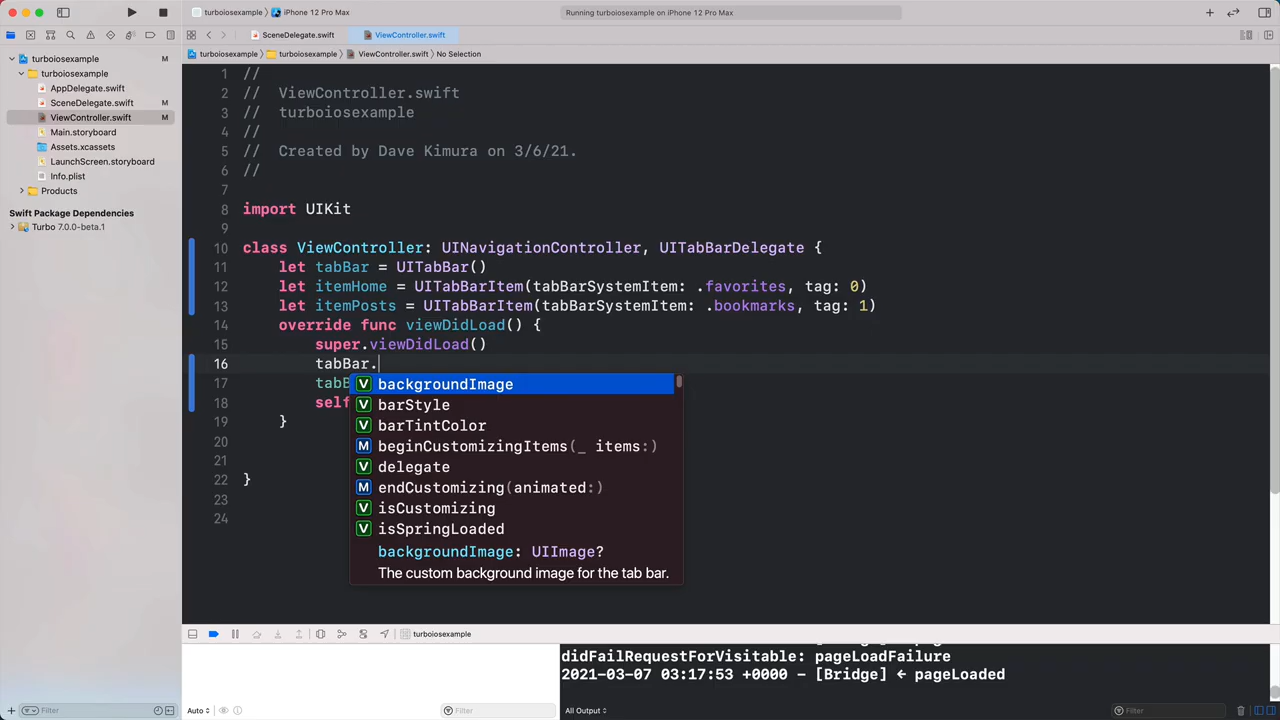 turboiosexample › iPhone 12 Pro Max
Running turboiosexample on iPhone 12 Pro Max
SceneDelegate.swift
ViewController.swift
turboiosexample › turboiosexample › ViewController.swift › No Selection
turboiosexample M
turboiosexample
AppDelegate.swift
SceneDelegate.swift M
ViewController.swift M
Main.storyboard
Assets.xcassets
LaunchScreen.storyboard
Info.plist
Products
Swift Package Dependencies
Turbo 7.0.0-beta.1
1 //
2 // ViewController.swift
3 // turboiosexample
4 //
5 // Created by Dave Kimura on 3/6/21.
6 //
7
8 import UIKit
9
10 class ViewController: UINavigationController, UITabBarDelegate {
11 let tabBar = UITabBar()
12 let itemHome = UITabBarItem(tabBarSystemItem: .favorites, tag: 0)
13 let itemPosts = UITabBarItem(tabBarSystemItem: .bookmarks, tag: 1)
14 override func viewDidLoad() {
15 super.viewDidLoad()
16 tabBar.
17 tabB
18 self
19 }
20
21
22 }
23
24
V backgroundImage
V barStyle
V barTintColor
M beginCustomizingItems(_ items:)
V delegate
M endCustomizing(animated:)
V isCustomizing
V isSpringLoaded
backgroundImage: UIImage?
The custom background image for the tab bar.
turboiosexample
didFailRequestForVisitable: pageLoadFailure
2021-03-07 03:17:53 +0000 - [Bridge] ← pageLoaded
Filter
Auto
Filter
All Output
Filter